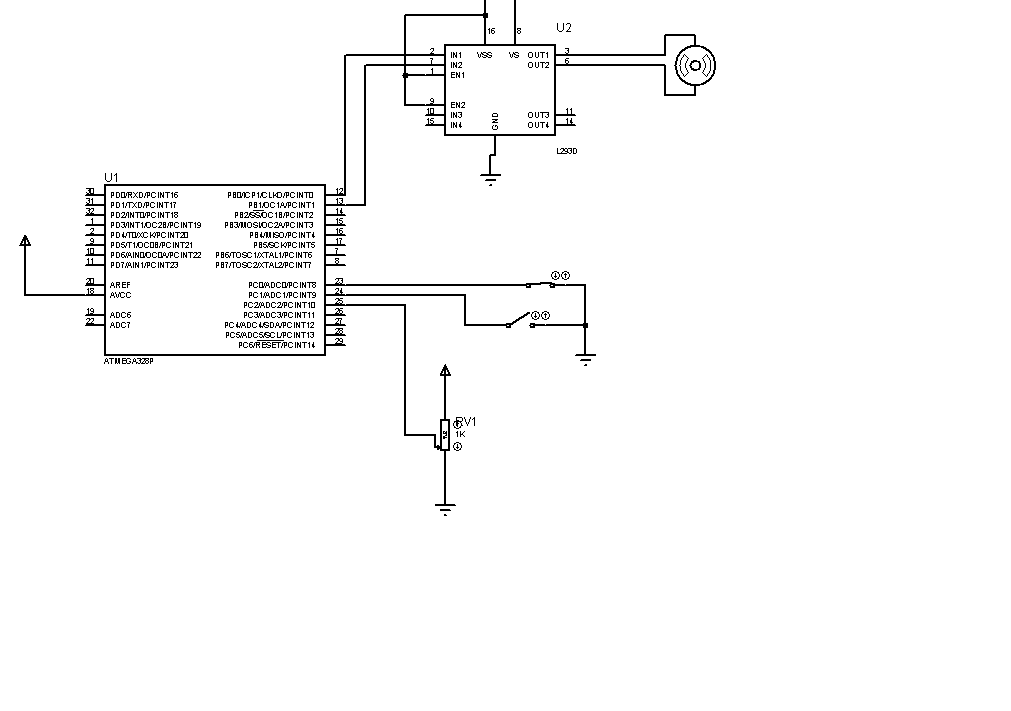 U2
16
8
2
7
1
9
10
15
IN1
IN2
EN1
EN2
IN3
IN4
VSS
VS
OUT1
OUT2
OUT3
OUT4
GND
3
6
11
14
L293D
U1
30
31
32
1
2
9
10
11
20
18
19
22
PD0/RXD/PCINT16
PD1/TXD/PCINT17
PD2/INT0/PCINT18
PD3/INT1/OC2B/PCINT19
PD4/T0/XCK/PCINT20
PD5/T1/OC0B/PCINT21
PD6/AIN0/OC0A/PCINT22
PD7/AIN1/PCINT23
AREF
AVCC
ADC6
ADC7
PB0/ICP1/CLKO/PCINT0
PB1/OC1A/PCINT1
PB2/SS/OC1B/PCINT2
PB3/MOSI/OC2A/PCINT3
PB4/MISO/PCINT4
PB5/SCK/PCINT5
PB6/TOSC1/XTAL1/PCINT6
PB7/TOSC2/XTAL2/PCINT7
PC0/ADC0/PCINT8
PC1/ADC1/PCINT9
PC2/ADC2/PCINT10
PC3/ADC3/PCINT11
PC4/ADC4/SDA/PCINT12
PC5/ADC5/SCL/PCINT13
PC6/RESET/PCINT14
12
13
14
15
16
17
7
8
23
24
25
26
27
28
29
ATMEGA328P
RV1
1K